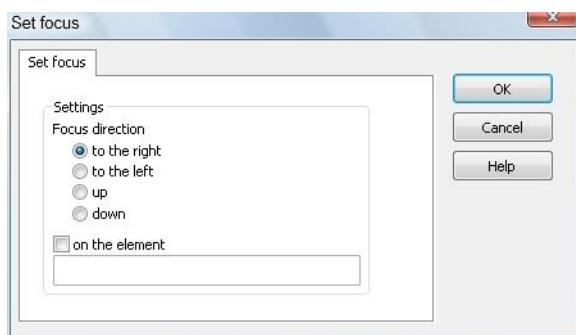 Set focus
Set focus
Settings
Focus direction
to the right
to the left
up
down
on the element
OK
Cancel
Help